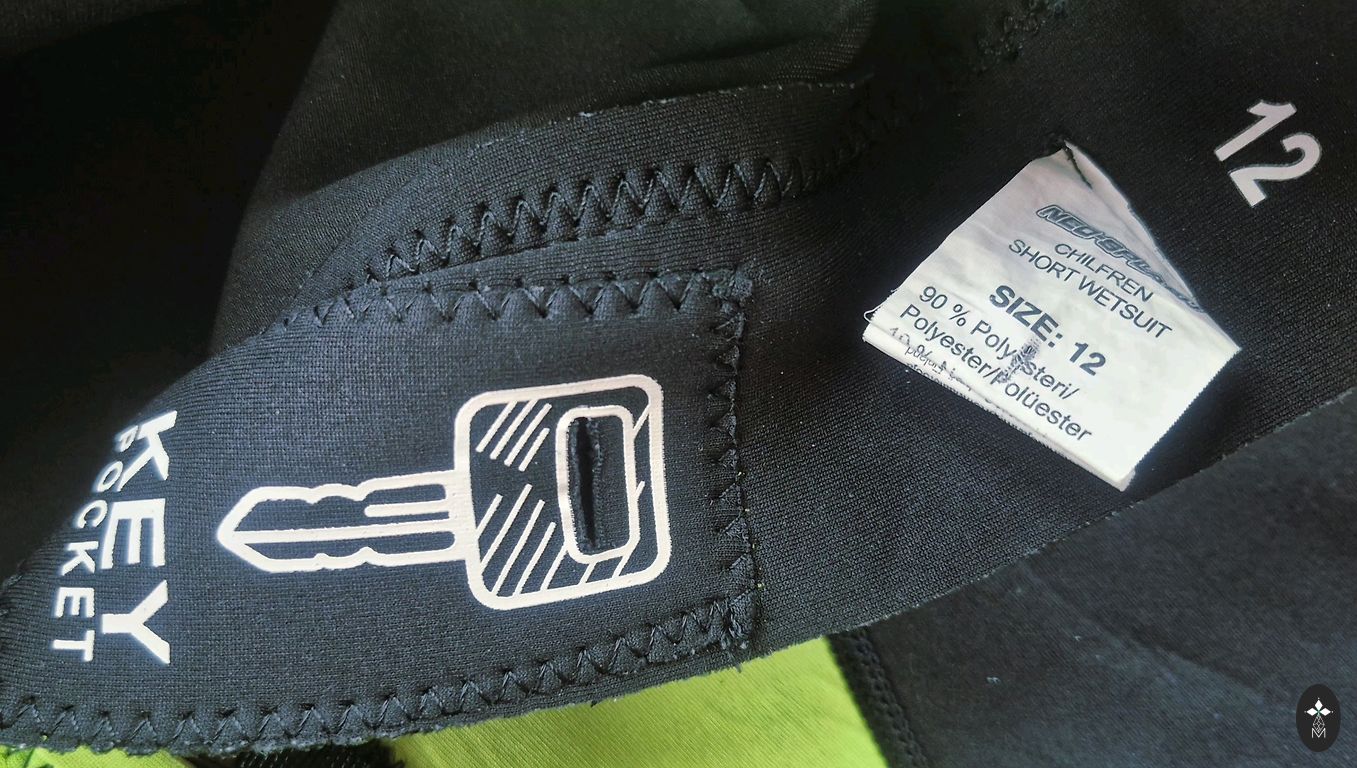 KEY
POCKET
12
CHILFREN
SHORT WETSUIT
SIZE: 12
90 % Polyesteri/
Polyester/Polüester
M